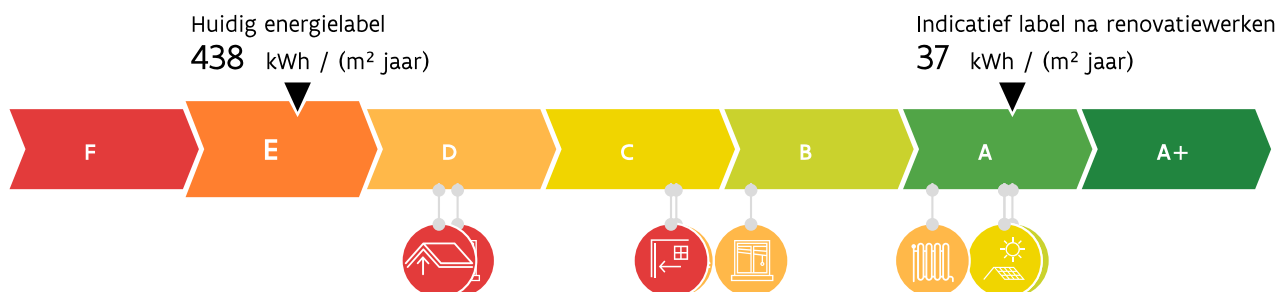 Huidig energielabel
438 kWh / (m² jaar)
Indicatief label na renovatiewerken
37 kWh / (m² jaar)
F
E
D
C
B
A
A+